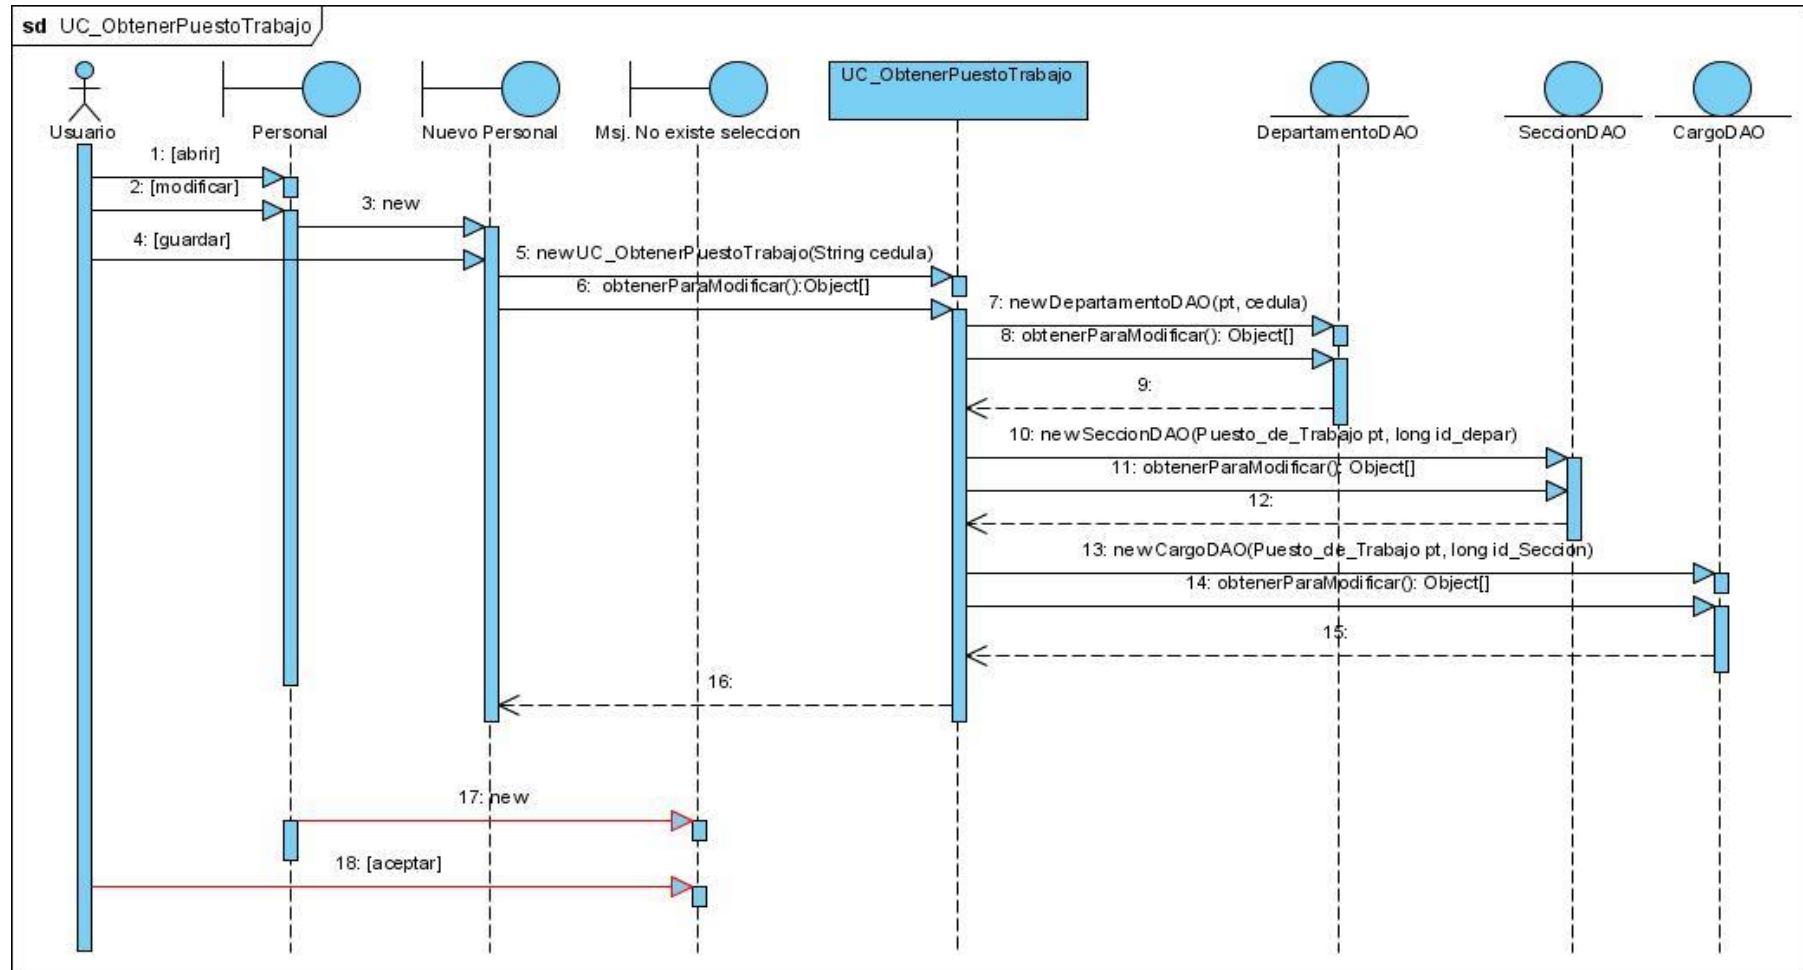 sd UC_ObtenerPuestoTrabajo
Usuario
Personal
Nuevo Personal
Msj. No existe seleccion
UC_ObtenerPuestoTrabajo
DepartamentoDAO
SeccionDAO
CargoDAO
1: [abrir]
2: [modificar]
3: new
4: [guardar]
5: newUC_ObtenerPuestoTrabajo(String cedula)
6: obtenerParaModificar():Object[]
7: newDepartamentoDAO(pt, cedula)
8: obtenerParaModificar(): Object[]
9:
10: newSeccionDAO(Puesto_de_Trabajo pt, long id_depar)
11: obtenerParaModificar(): Object[]
12:
13: newCargoDAO(Puesto_de_Trabajo pt, long id_Sección)
14: obtenerParaModificar(): Object[]
15:
16:
17: new
18: [aceptar]